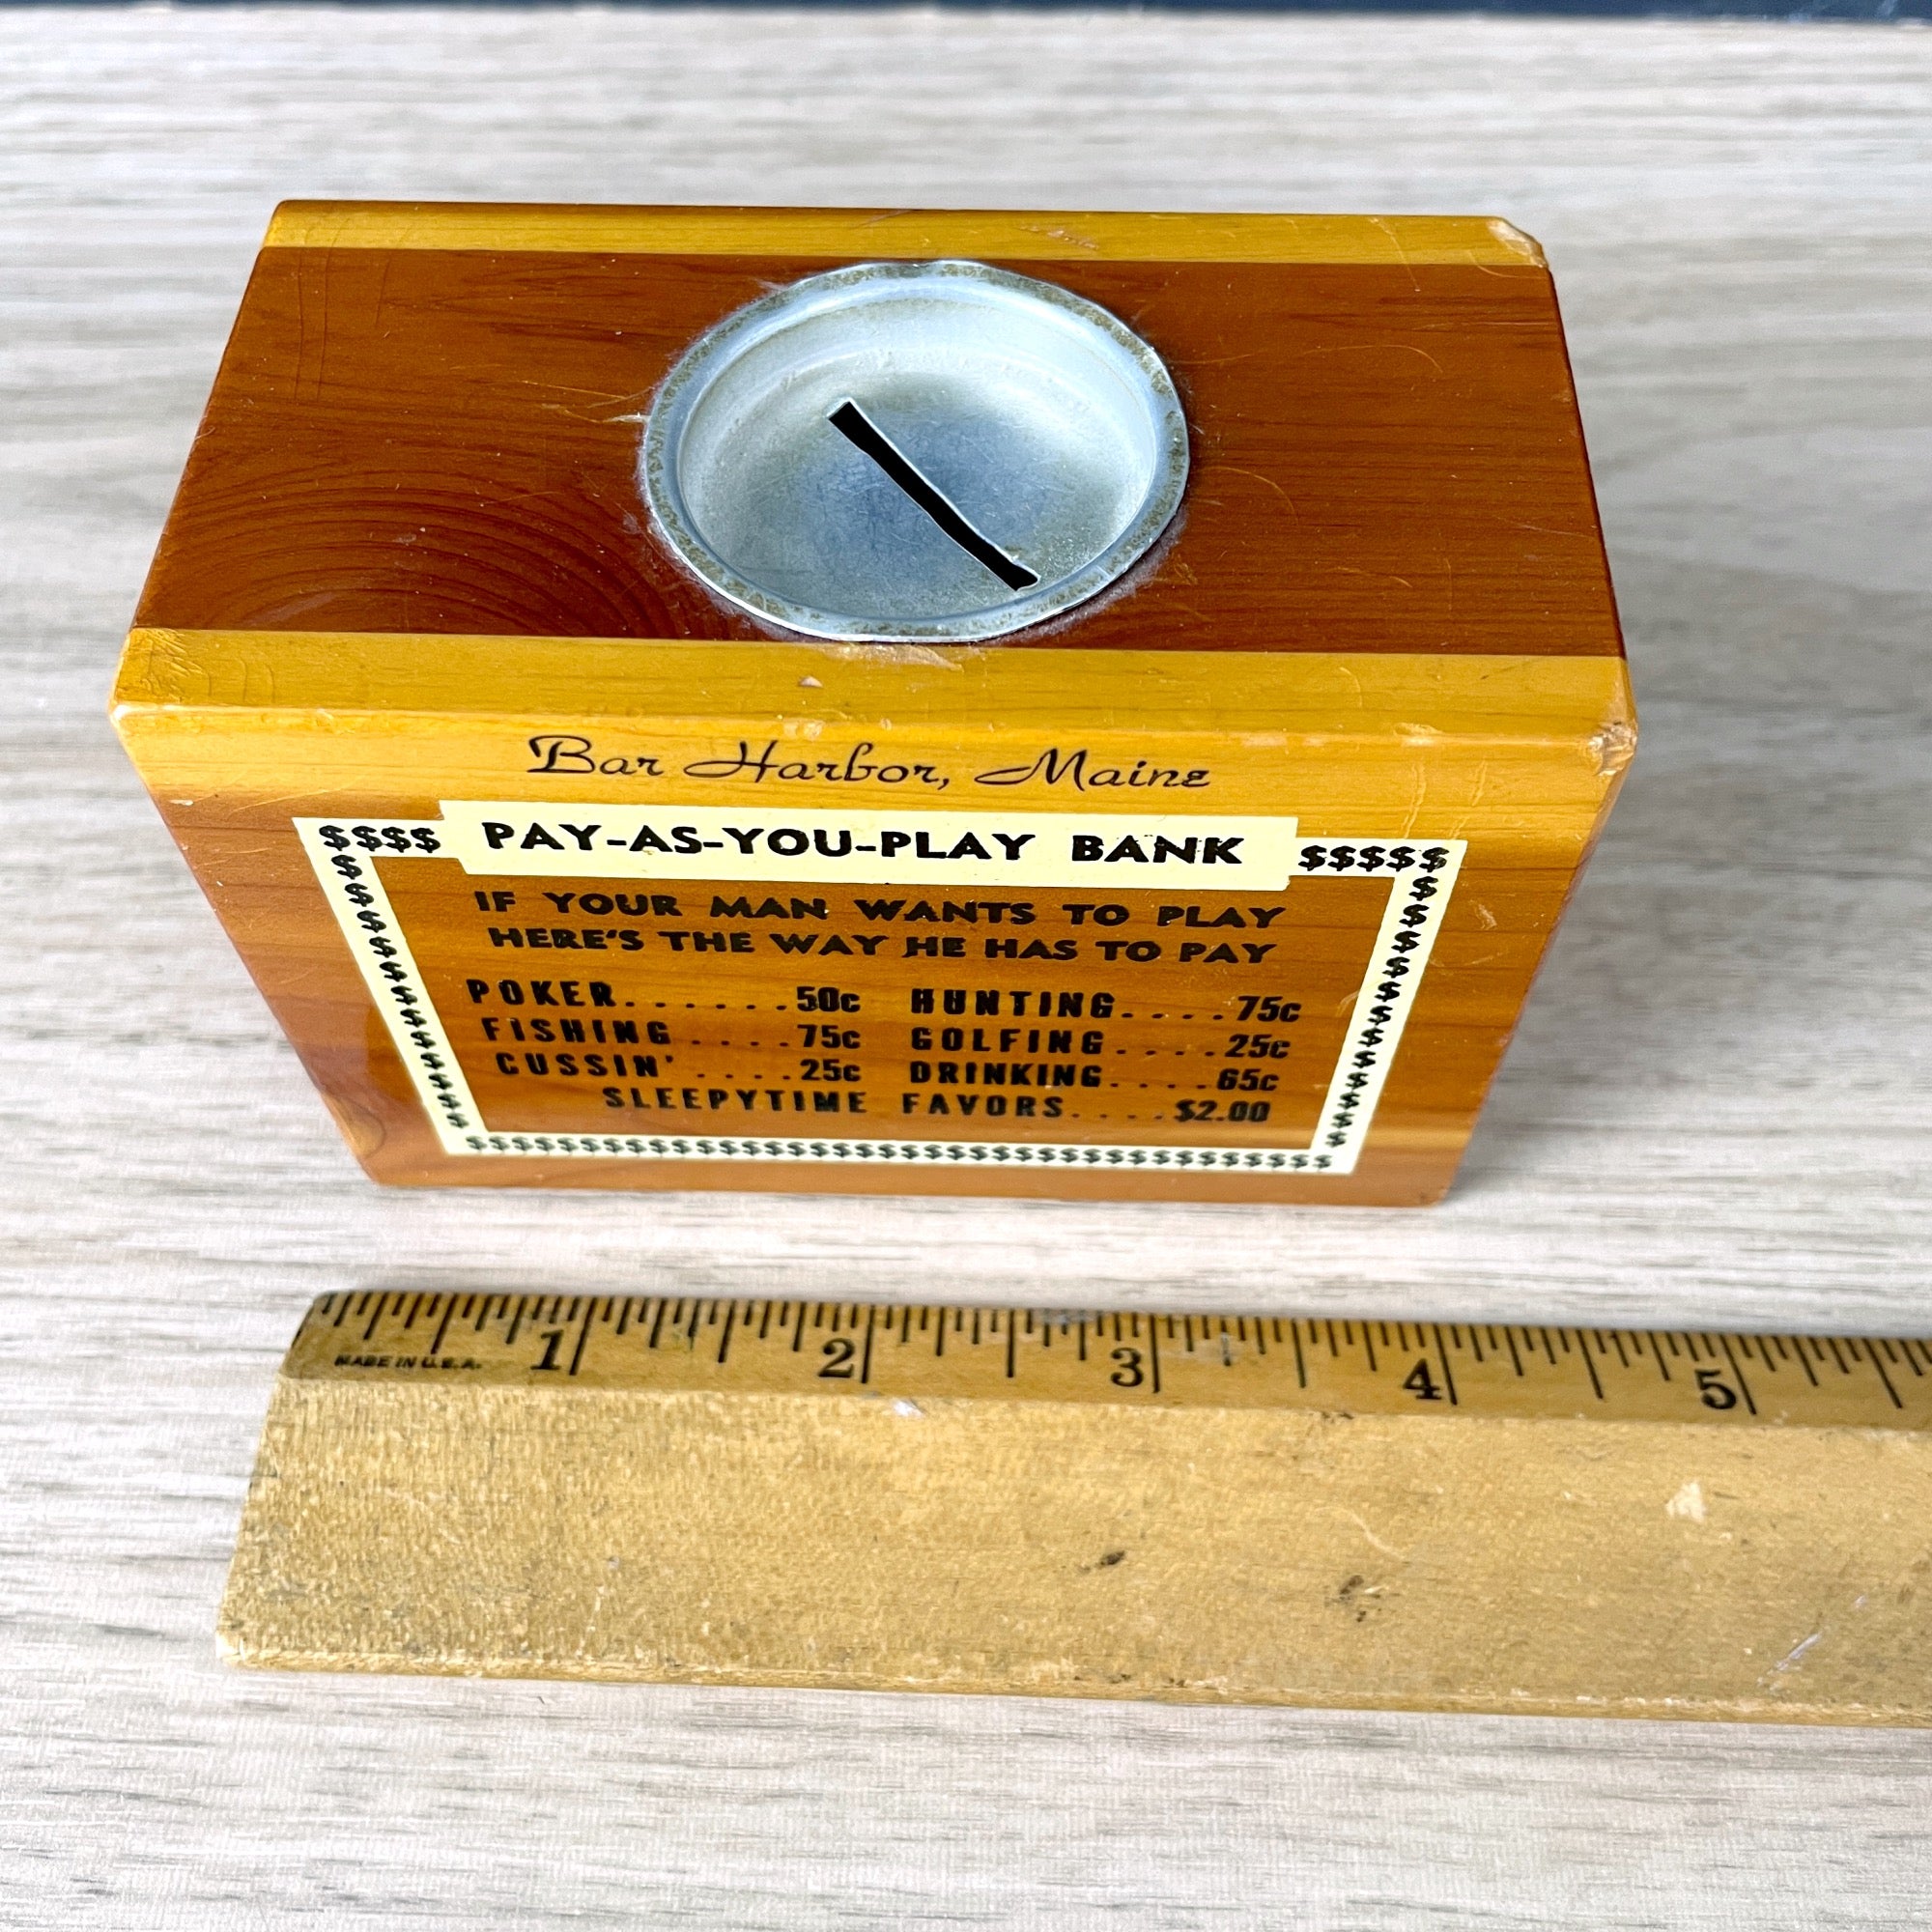 Bar Harbor, Maine
$$$$ PAY-AS-YOU-PLAY BANK $$$$$
IF YOUR MAN WANTS TO PLAY
HERE'S THE WAY HE HAS TO PAY
POKER......50c HUNTING....75c
FISHING....75c GOLFING....25c
CUSSIN'....25c DRINKING....65c
SLEEPYTIME FAVORS....$2.00
MADE IN U.S.A. 1 2 3 4 5